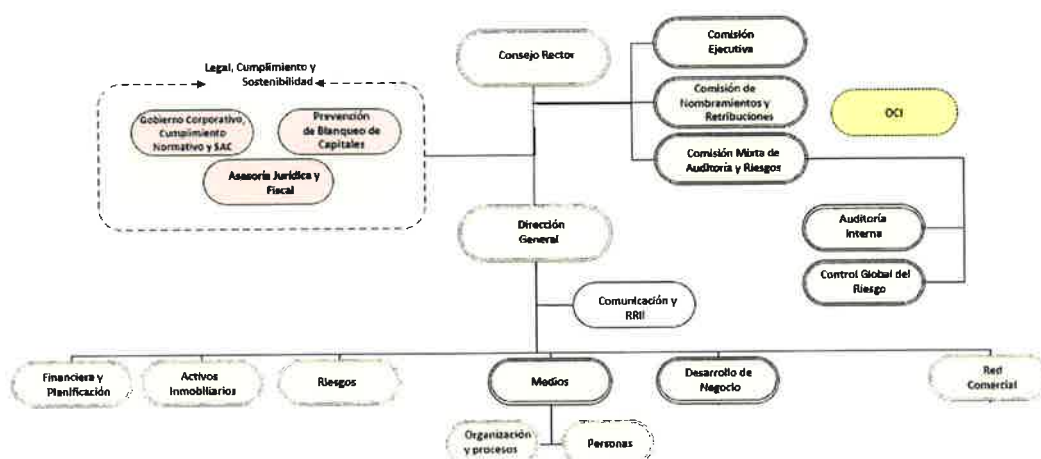 Consejo Rector
Comisión
Ejecutiva
Comisión de
Nombramientos y
Retribuciones
Comisión Mixta de
Auditoría y Riesgos
OCI
Legal, Cumplimiento y
Sostenibilidad
Gobierno Corporativo,
Cumplimiento
Normativo y SAC
Prevención
de Blanqueo de
Capitales
Asesoría Jurídica y
Fiscal
Dirección
General
Auditoría
Interna
Control Global del
Riesgo
Comunicación y
RRII
Financiera y
Planificación
Activos
Inmobiliarios
Riesgos
Medios
Desarrollo de
Negocio
Red
Comercial
Organización
y procesos
Personas